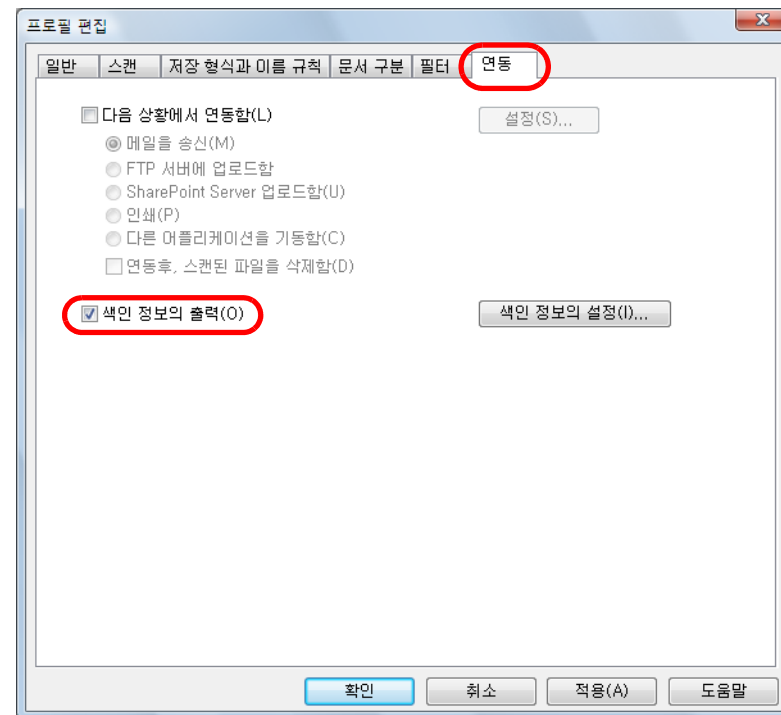 프로필 편집
일반 스캔 저장 형식과 이름 규칙 문서 구분 필터 연동
다음 상황에서 연동함(L) 설정(S)...
메일을 송신(M)
FTP 서버에 업로드함
SharePoint Server 업로드함(U)
인쇄(P)
다른 어플리케이션을 기동함(C)
연동후, 스캔된 파일을 삭제함(D)
색인 정보의 출력(O) 색인 정보의 설정(I)...
확인 취소 적용(A) 도움말